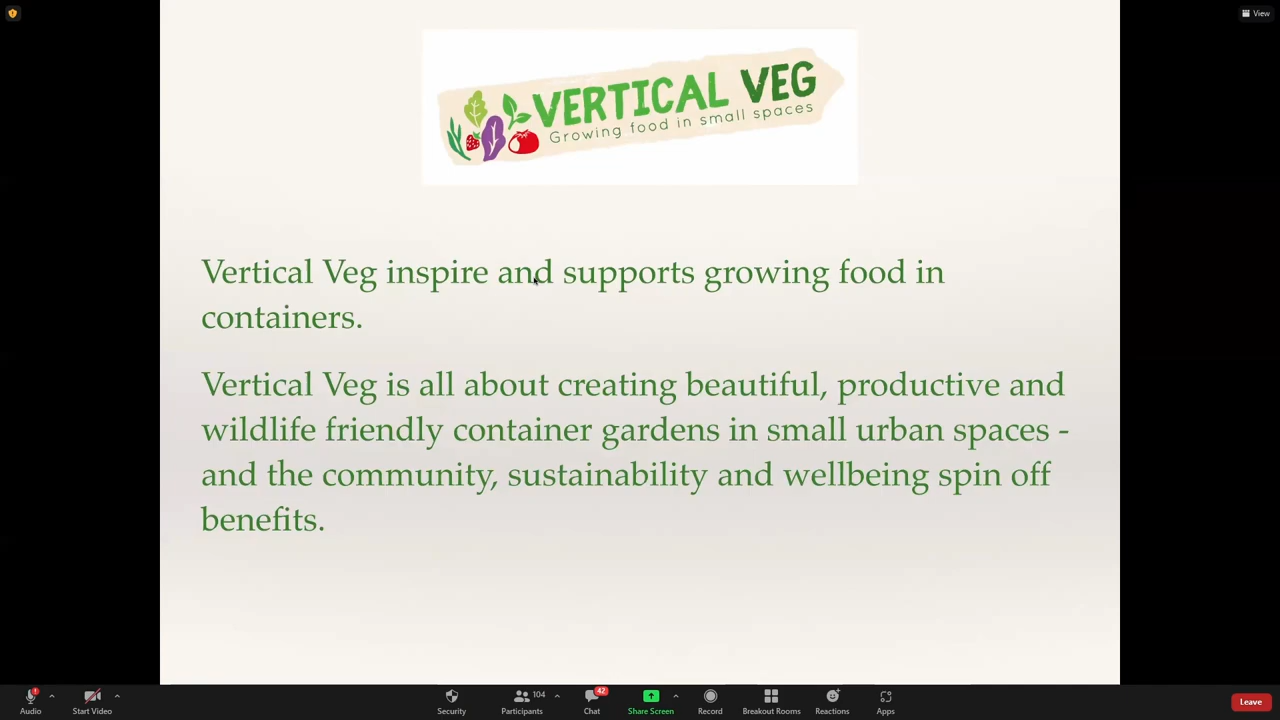 View
VERTICAL VEG
Growing food in small spaces
Vertical Veg inspire and supports growing food in
containers.
Vertical Veg is all about creating beautiful, productive and
wildlife friendly container gardens in small urban spaces -
and the community, sustainability and wellbeing spin off
benefits.
104
42
Audio
Start Video
Security
Participants
Chat
Share Screen
Record
Breakout Rooms
Reactions
Apps
Leave